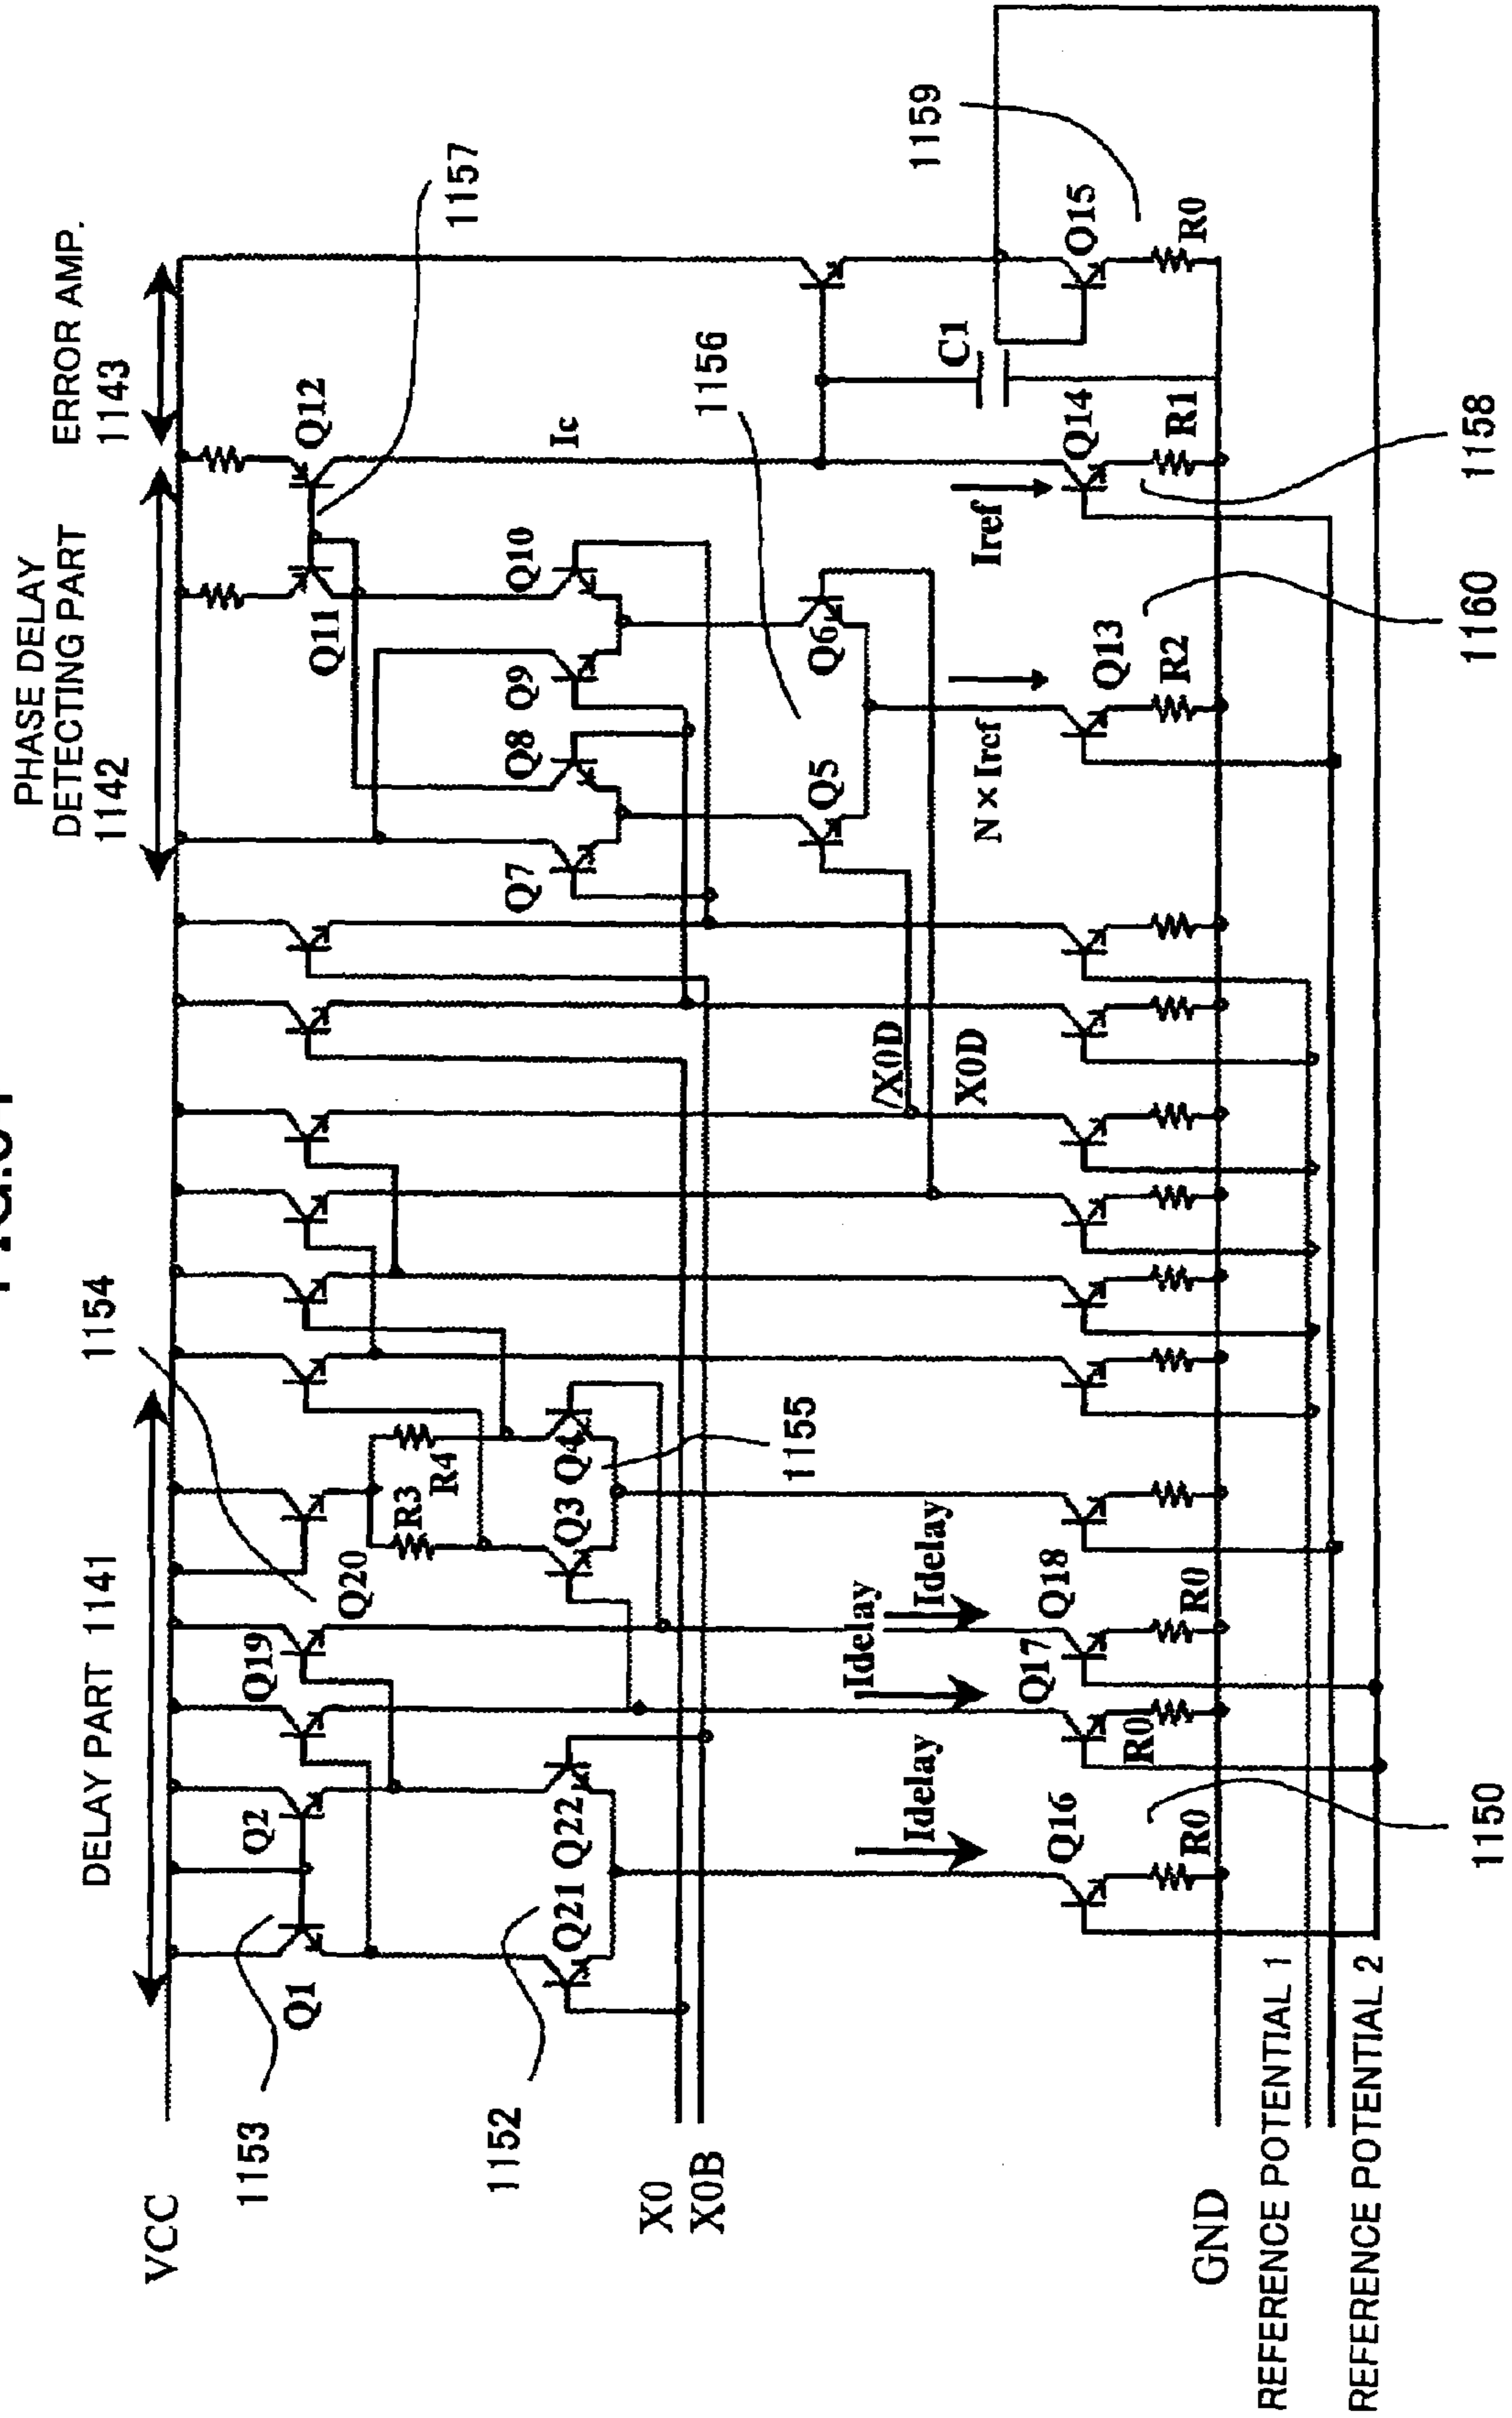 DELAY PART 1141
1154
PHASE DELAY
DETECTING PART
1142
ERROR AMP.
1143
VCC
1153
Q1
Q2
Q19
Q20
R3
R4
Q11
Q12
1157
1152
Q21
Q22
Q3
Q4
1155
Q7
Q8
Q9
Q10
Ic
1156
X0
X0B
Q5
Q6
C1
1159
/X0D
X0D
Idelay
Idelay
Idelay
N×Iref
Iref
Q16
Q17
Q18
Q13
Q14
Q15
R0
R0
R0
R2
R1
R0
GND
1150
1160
1158
REFERENCE POTENTIAL 1
REFERENCE POTENTIAL 2